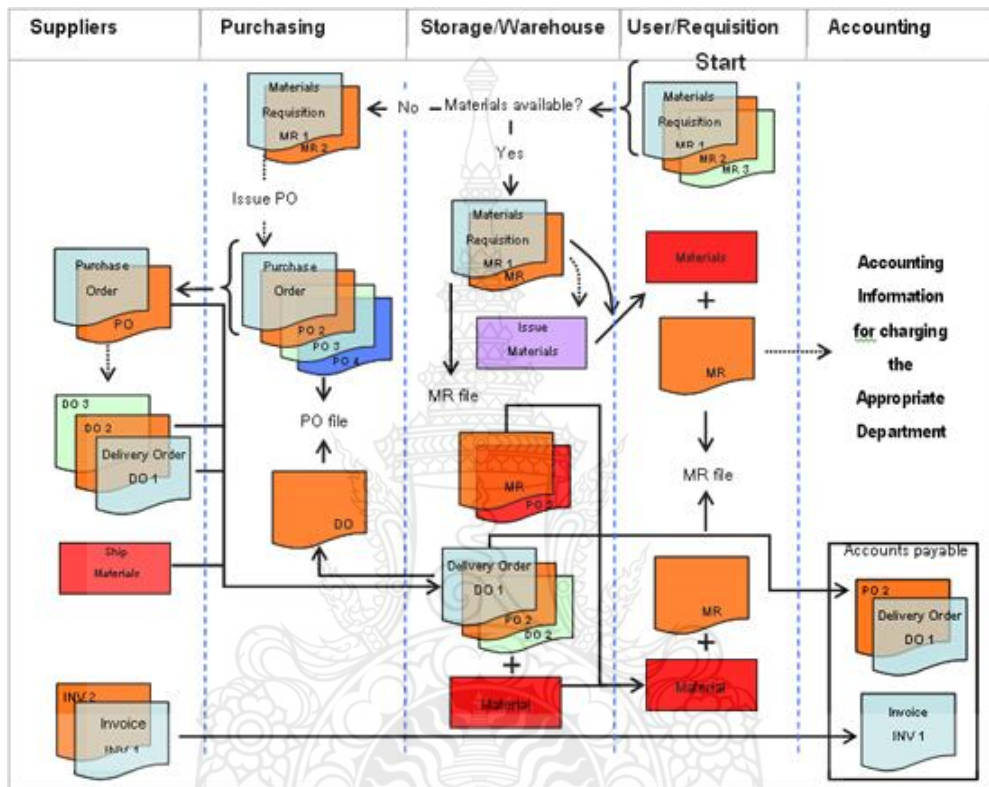 Suppliers
Purchasing
Storage/Warehouse
User/Requisition
Accounting
Start
Materials
Requisition
MR 1
MR 2
No
Materials available?
Materials
Requisition
MR 1
MR 2
MR 3
Yes
Issue PO
Materials
Requisition
MR 1
MR
Purchase
Order
PO
Purchase
Order
PO 2
PO 3
PO 4
Issue
Materials
Materials
+
MR
Accounting
Information
for charging
the
Appropriate
Department
MR file
PO file
DO 3
DO 2
Delivery Order
DO 1
DO
MR
MR file
Ship
Materials
Delivery Order
DO 1
PO 2
DO 2
+
Material
MR
+
Material
Accounts payable
PO 2
Delivery Order
DO 1
INV 2
Invoice
INV 1
Invoice
INV 1